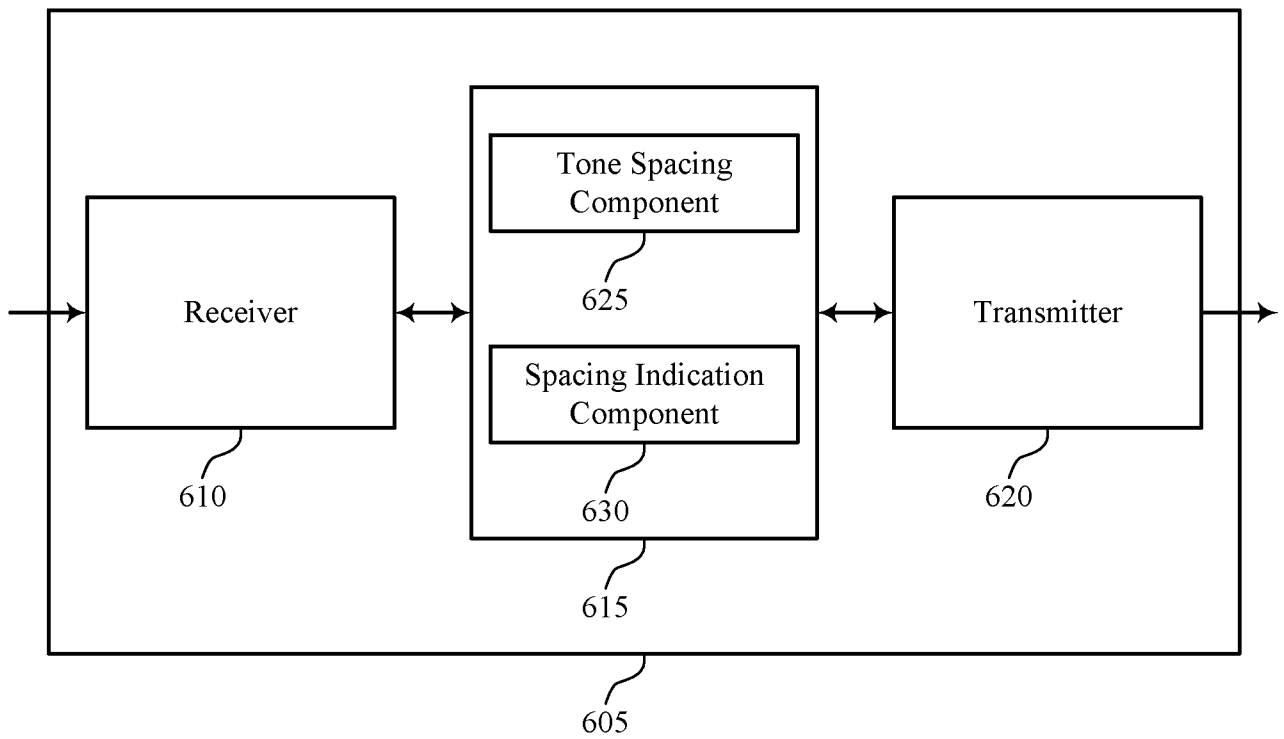 Tone Spacing
Component
625
Receiver
Transmitter
Spacing Indication
Component
610
630
620
615
605